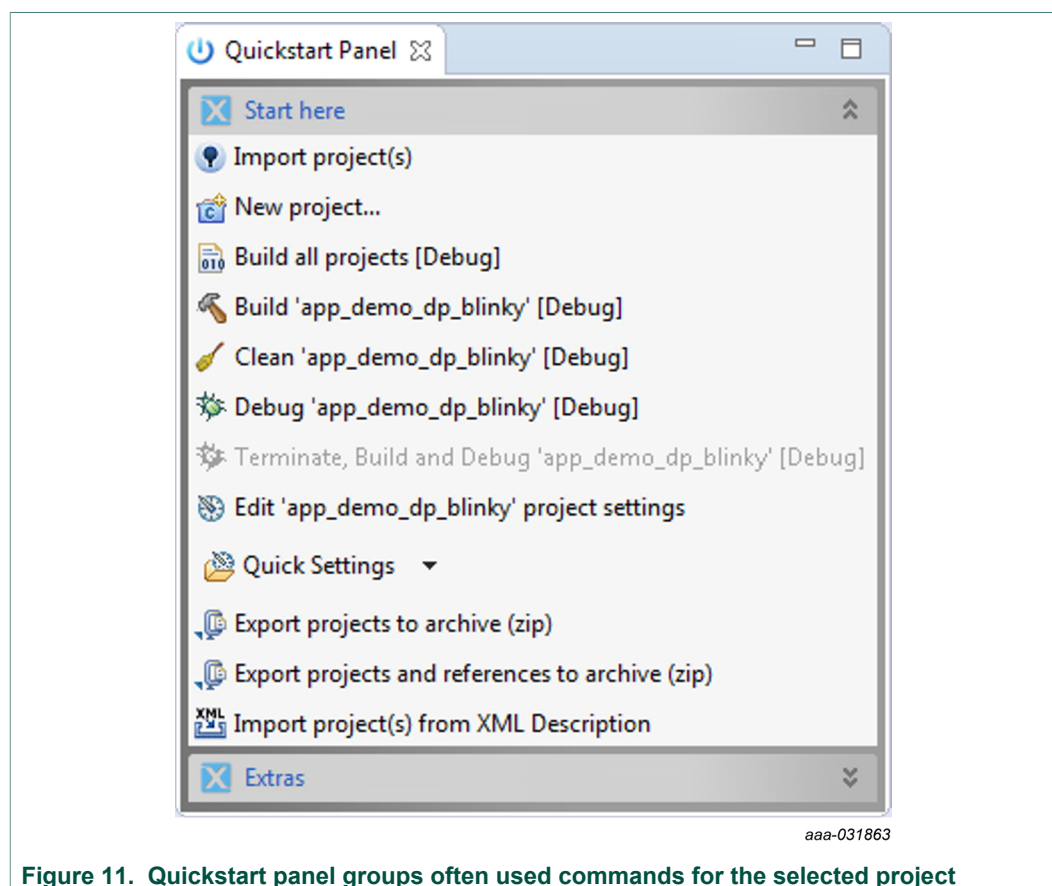 Quickstart Panel
Start here
Import project(s)
New project...
Build all projects [Debug]
Build 'app_demo_dp_blinky' [Debug]
Clean 'app_demo_dp_blinky' [Debug]
Debug 'app_demo_dp_blinky' [Debug]
Terminate, Build and Debug 'app_demo_dp_blinky' [Debug]
Edit 'app_demo_dp_blinky' project settings
Quick Settings
Export projects to archive (zip)
Export projects and references to archive (zip)
XML Import project(s) from XML Description
Extras
aaa-031863
Figure 11. Quickstart panel groups often used commands for the selected project